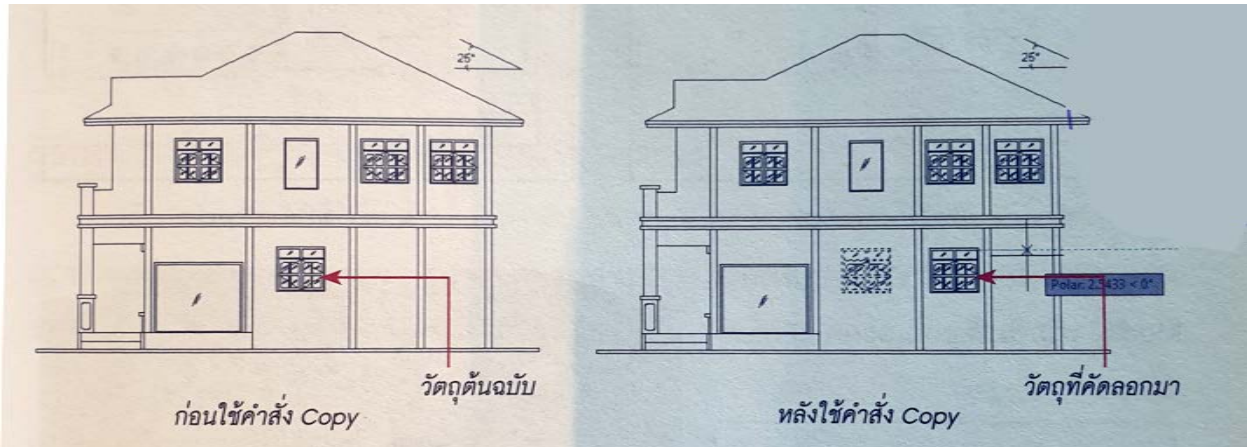 25°
วัตถุต้นฉบับ
ก่อนใช้คำสั่ง Copy
25°
Polar: 2.5433 < 0°
วัตถุที่คัดลอกมา
หลังใช้คำสั่ง Copy